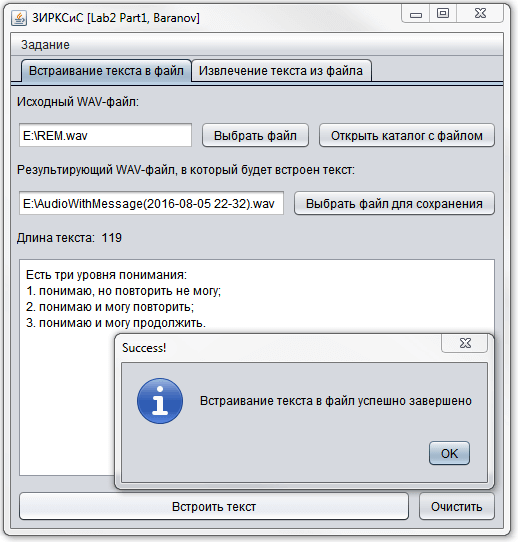 ЗИРКСиС [Lab2 Part1, Baranov]
Задание
Встраивание текста в файл Извлечение текста из файла
Исходный WAV-файл:
E:\REM.wav Выбрать файл Открыть каталог с файлом
Результирующий WAV-файл, в который будет встроен текст:
E:\AudioWithMessage(2016-08-05 22-32).wav Выбрать файл для сохранения
Длина текста: 119
Есть три уровня понимания:
1. понимаю, но повторить не могу;
2. понимаю и могу повторить;
3. понимаю и могу продолжить.
Success!
Встраивание текста в файл успешно завершено
OK
Встроить текст Очистить